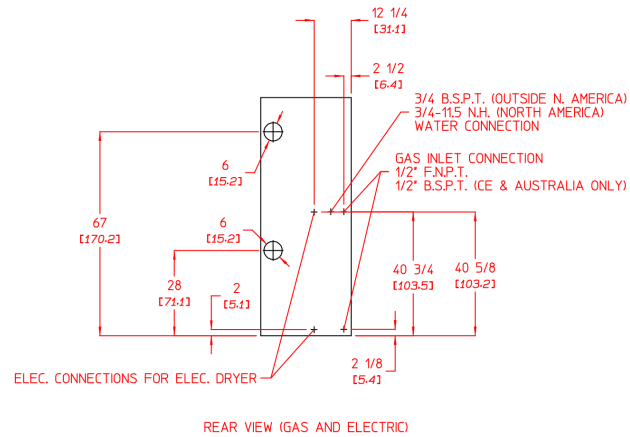 12 1/4
[31.1]
2 1/2
[6.4]
3/4 B.S.P.T. (OUTSIDE N. AMERICA)
3/4-11.5 N.H. (NORTH AMERICA)
WATER CONNECTION
GAS INLET CONNECTION
1/2" F.N.P.T.
1/2" B.S.P.T. (CE & AUSTRALIA ONLY)
6
[15.2]
67
[170.2]
6
[15.2]
28
[71.1]
2
[5.1]
40 3/4
[103.5]
40 5/8
[103.2]
2 1/8
[5.4]
ELEC. CONNECTIONS FOR ELEC. DRYER
REAR VIEW (GAS AND ELECTRIC)